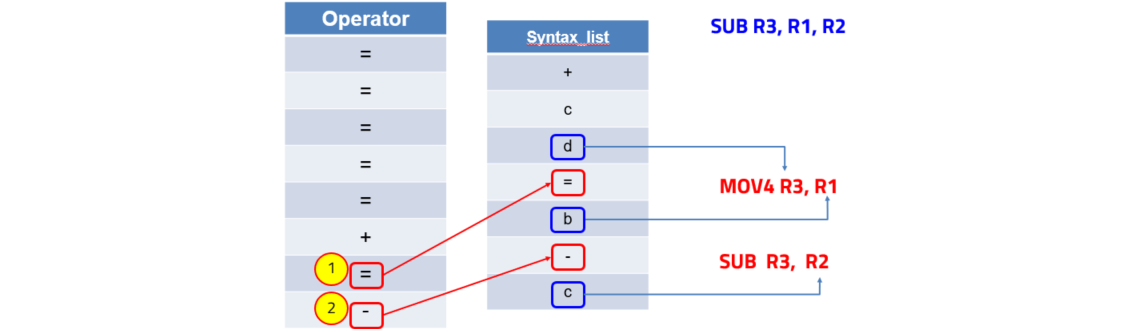 Operator
=
=
=
=
=
+
1 =
2 -
Syntax_list
+
c
d
=
b
-
c
SUB R3, R1, R2
MOV4 R3, R1
SUB R3, R2